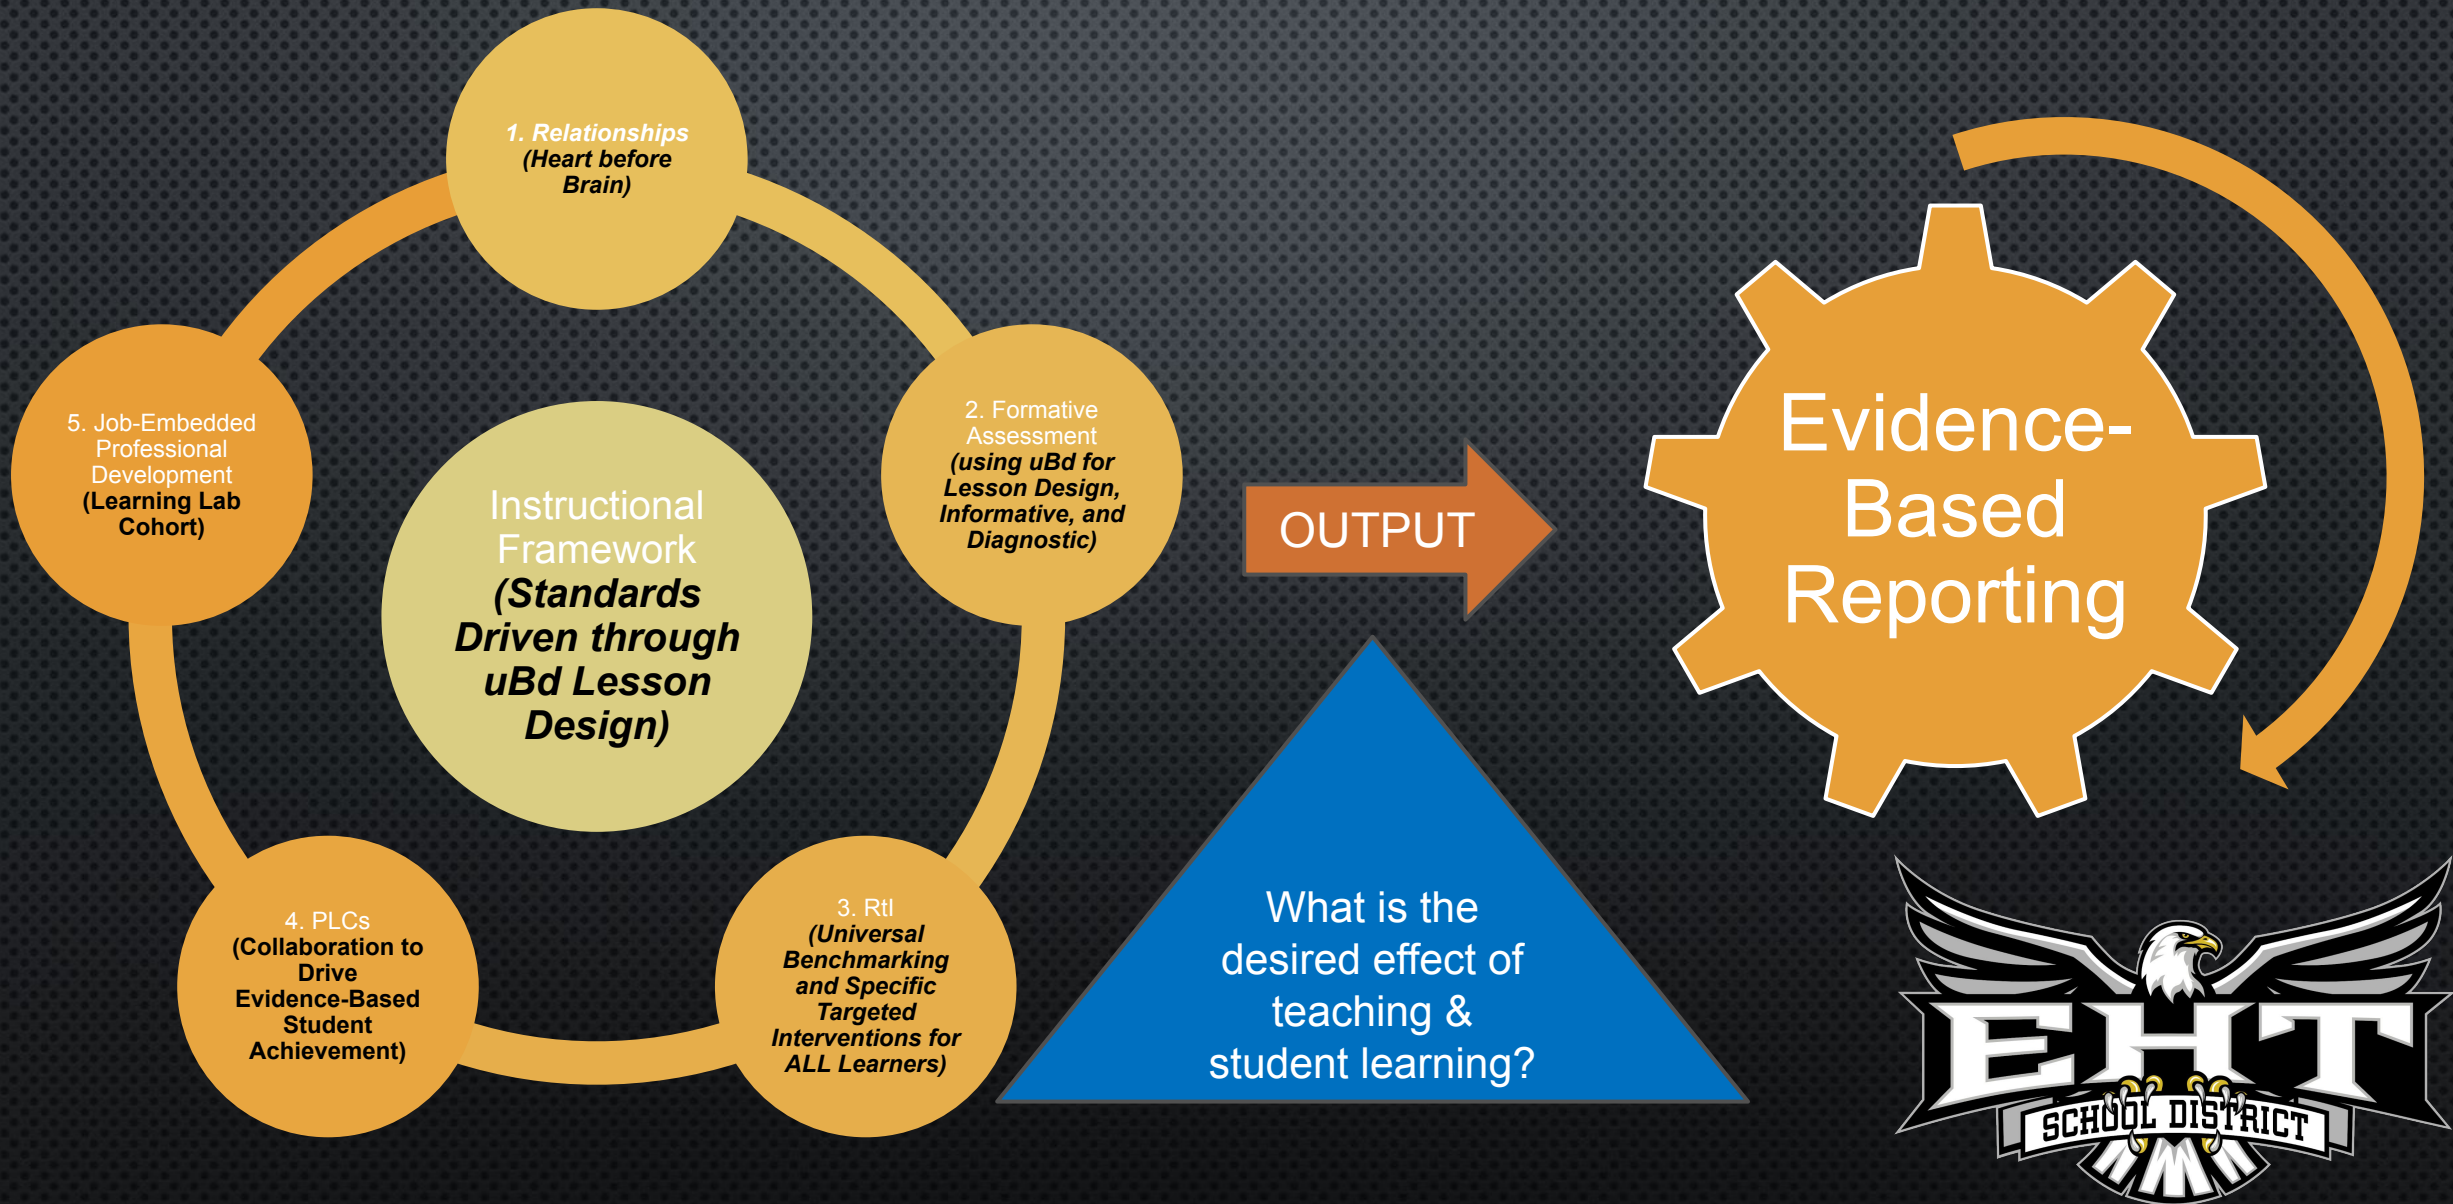 1. Relationships
(Heart before
Brain)
2. Formative
Assessment
(using uBd for
Lesson Design,
Informative, and
Diagnostic)
3. RtI
(Universal
Benchmarking
and Specific
Targeted
Interventions for
ALL Learners)
4. PLCs
(Collaboration to
Drive
Evidence-Based
Student
Achievement)
5. Job-Embedded
Professional
Development
(Learning Lab
Cohort)
Instructional
Framework
(Standards
Driven through
uBd Lesson
Design)
OUTPUT
What is the
desired effect of
teaching &
student learning?
Evidence-
Based
Reporting
EHT
SCHOOL DISTRICT